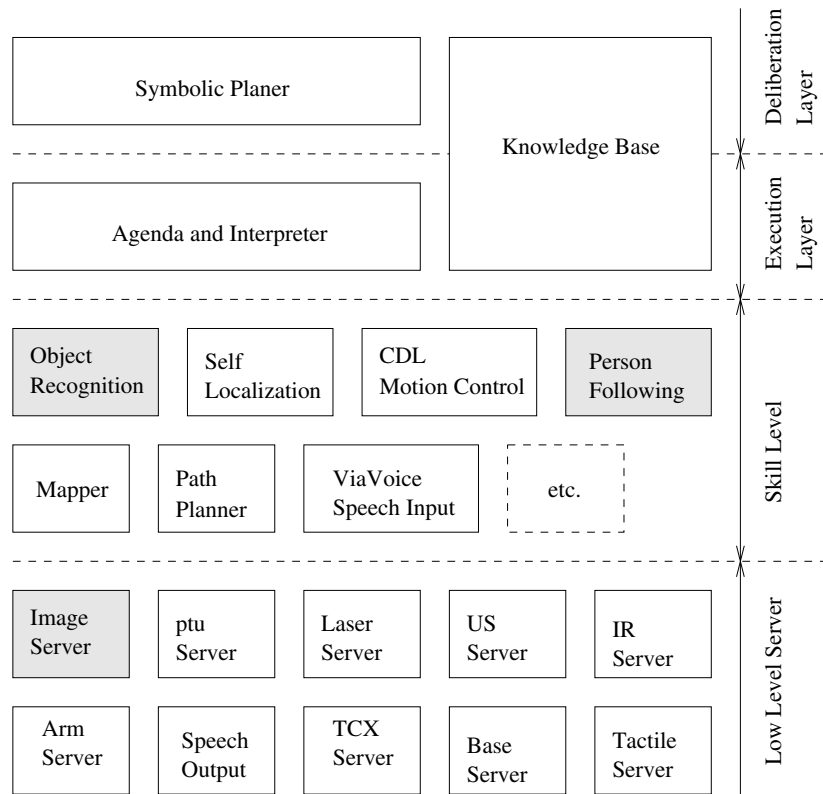 Symbolic Planer
Knowledge Base
Deliberation
Layer
Agenda and Interpreter
Execution
Layer
Object
Recognition
Self
Localization
CDL
Motion Control
Person
Following
Mapper
Path
Planner
ViaVoice
Speech Input
etc.
Skill Level
Image
Server
ptu
Server
Laser
Server
US
Server
IR
Server
Arm
Server
Speech
Output
TCX
Server
Base
Server
Tactile
Server
Low Level Server